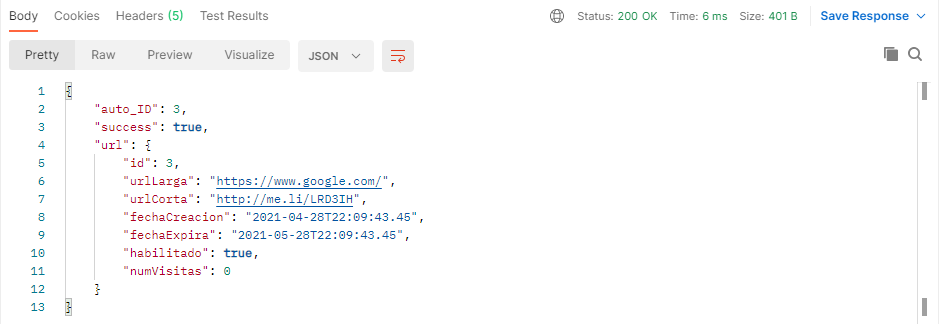 Body Cookies Headers (5) Test Results Status: 200 OK Time: 6 ms Size: 401 B Save Response
Pretty Raw Preview Visualize JSON
1 {
2 "auto_ID": 3,
3 "success": true,
4 "url": {
5 "id": 3,
6 "urlLarga": "https://www.google.com/",
7 "urlCorta": "http://me.li/LRD3IH",
8 "fechaCreacion": "2021-04-28T22:09:43.45",
9 "fechaExpira": "2021-05-28T22:09:43.45",
10 "habilitado": true,
11 "numVisitas": 0
12 }
13 }